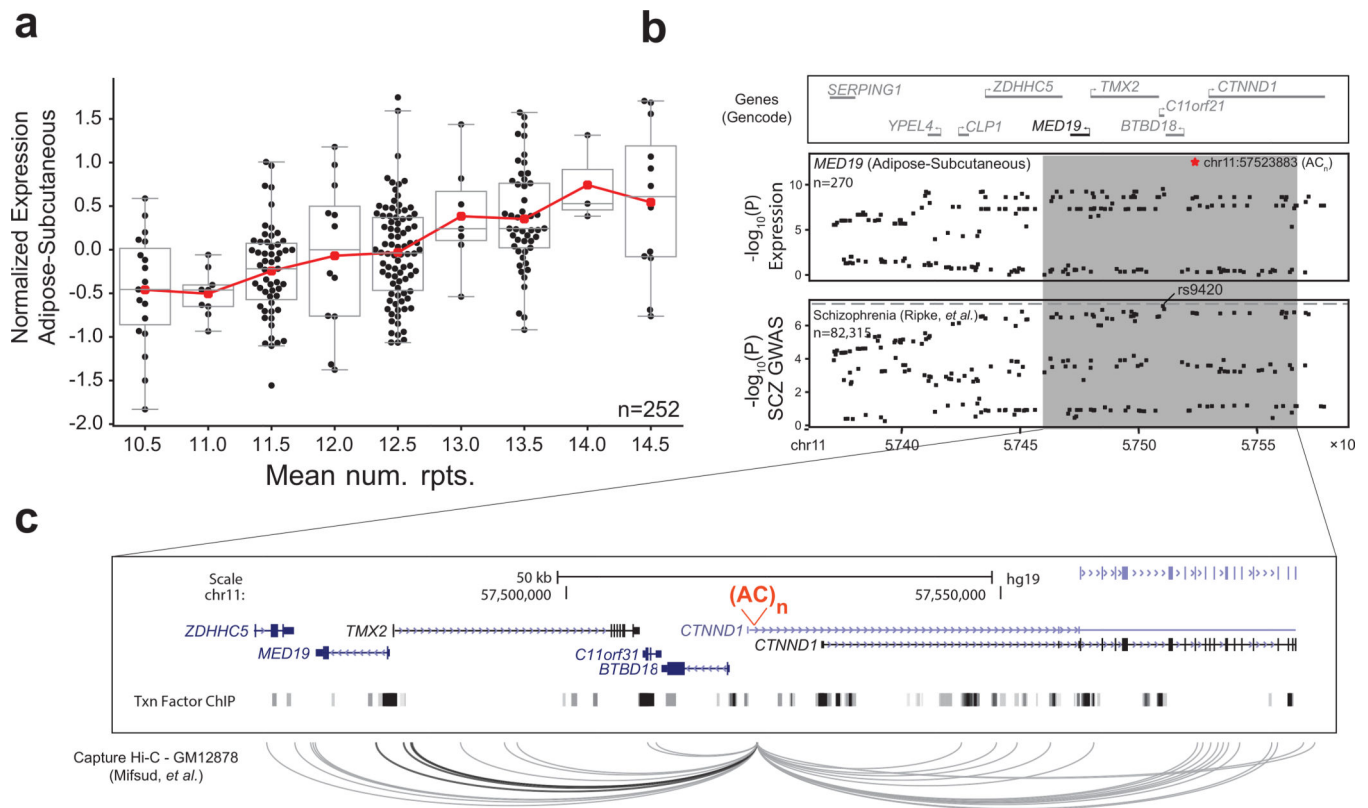 a
Normalized Expression
Adipose-Subcutaneous
1.5
1.0
0.5
0.0
-0.5
-1.0
-1.5
-2.0
n=252
10.5 11.0 11.5 12.0 12.5 13.0 13.5 14.0 14.5
Mean num. rpts.
b
Genes
(Gencode)
SERPING1
ZDHHC5
TMX2
CTNND1
C11orf21
YPEL4
CLP1
MED19
BTBD18
MED19 (Adipose-Subcutaneous)
chr11:57523883 (ACn)
n=270
-log10(P)
Expression
10
5
0
rs9420
Schizophrenia (Ripke, et al.)
n=82,315
-log10(P)
SCZ GWAS
6
4
2
0
chr11 5.740 5.745 5.750 5.755 ×10
c
Scale
chr11:
50 kb
hg19
57,500,000
57,550,000
(AC)n
ZDHHC5
TMX2
CTNND1
MED19
C11orf31
CTNND1
BTBD18
Txn Factor ChIP
Capture Hi-C - GM12878
(Mifsud, et al.)